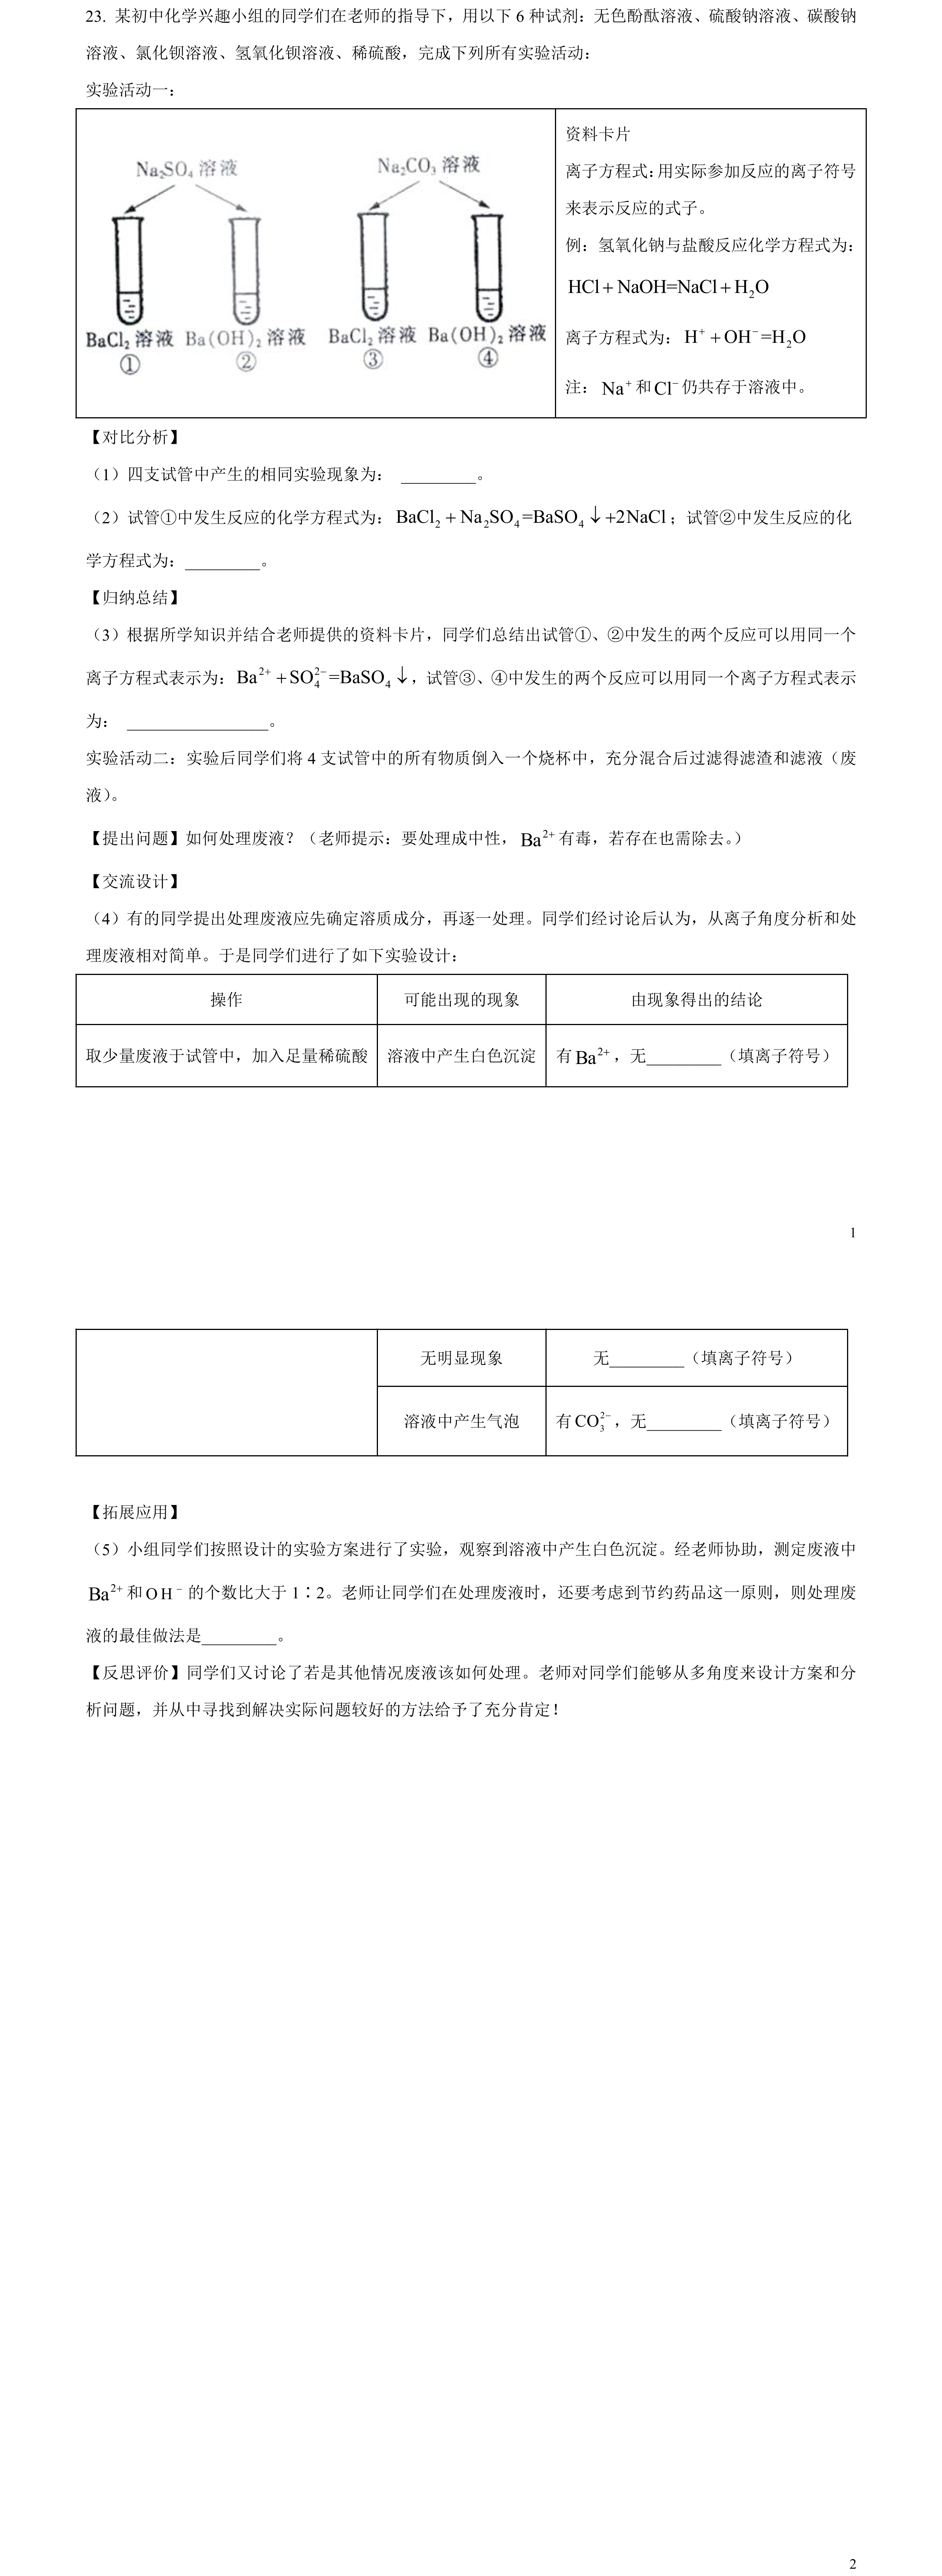 23. 某初中化学兴趣小组的同学们在老师的指导下，用以下 6 种试剂：无色酚酞溶液、硫酸钠溶液、碳酸钠
溶液、氯化钡溶液、氢氧化钡溶液、稀硫酸，完成下列所有实验活动：
实验活动一：
Na₂SO₄ 溶液
Na₂CO₃ 溶液
BaCl₂ 溶液 Ba(OH)₂ 溶液 BaCl₂ 溶液 Ba(OH)₂ 溶液
① ② ③ ④
资料卡片
离子方程式：用实际参加反应的离子符号
来表示反应的式子。
例：氢氧化钠与盐酸反应化学方程式为：
HCl + NaOH=NaCl + H₂O
离子方程式为：H⁺ + OH⁻ =H₂O
注：Na⁺ 和 Cl⁻ 仍共存于溶液中。
【对比分析】
（1）四支试管中产生的相同实验现象为： _________。
（2）试管①中发生反应的化学方程式为：BaCl₂ + Na₂SO₄ =BaSO₄ ↓ +2NaCl；试管②中发生反应的化
学方程式为：_________。
【归纳总结】
（3）根据所学知识并结合老师提供的资料卡片，同学们总结出试管①、②中发生的两个反应可以用同一个
离子方程式表示为：Ba²⁺ + SO₄²⁻ =BaSO₄ ↓，试管③、④中发生的两个反应可以用同一个离子方程式表示
为： ____________________。
实验活动二：实验后同学们将 4 支试管中的所有物质倒入一个烧杯中，充分混合后过滤得滤渣和滤液（废
液）。
【提出问题】如何处理废液？（老师提示：要处理成中性，Ba²⁺ 有毒，若存在也需除去。）
【交流设计】
（4）有的同学提出处理废液应先确定溶质成分，再逐一处理。同学们经讨论后认为，从离子角度分析和处
理废液相对简单。于是同学们进行了如下实验设计：
操作 可能出现的现象 由现象得出的结论
取少量废液于试管中，加入足量稀硫酸 溶液中产生白色沉淀 有 Ba²⁺，无_________（填离子符号）
1
无明显现象 无_________（填离子符号）
溶液中产生气泡 有 CO₃²⁻，无_________（填离子符号）
【拓展应用】
（5）小组同学们按照设计的实验方案进行了实验，观察到溶液中产生白色沉淀。经老师协助，测定废液中
Ba²⁺ 和 OH⁻ 的个数比大于 1∶2。老师让同学们在处理废液时，还要考虑到节约药品这一原则，则处理废
液的最佳做法是_________。
【反思评价】同学们又讨论了若是其他情况废液该如何处理。老师对同学们能够从多角度来设计方案和分
析问题，并从中寻找到解决实际问题较好的方法给予了充分肯定！
2